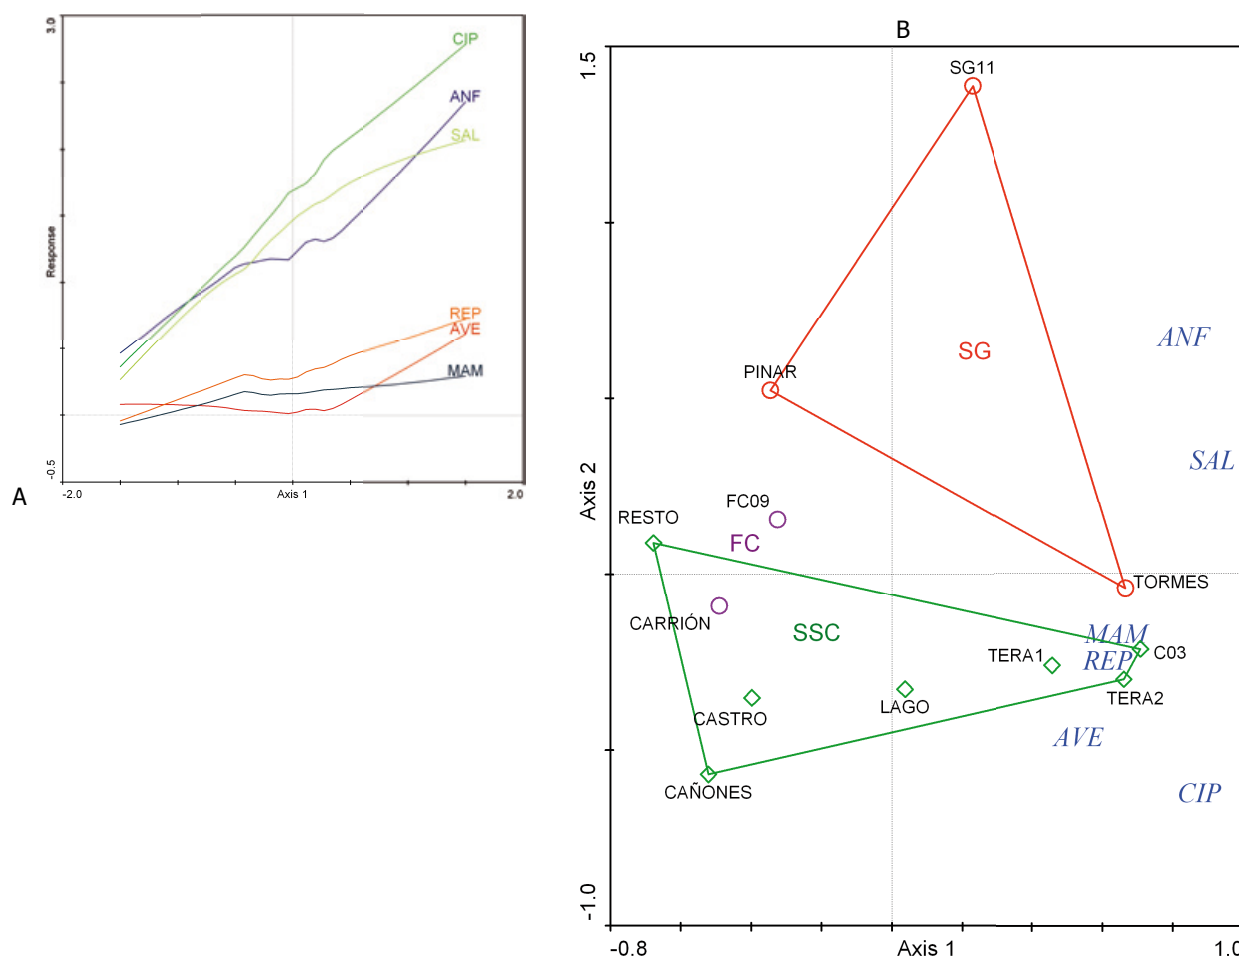 3.0
Response
-0.5
CIP
ANF
SAL
REP
AVE
MAM
-2.0
Axis 1
2.0
A
B
1.5
Axis 2
-1.0
SG11
SG
PINAR
ANF
SAL
FC09
RESTO
FC
TORMES
CARRIÓN
SSC
MAM
C03
TERA1
REP
TERA2
LAGO
CASTRO
AVE
CAÑONES
CIP
-0.8
Axis 1
1.0